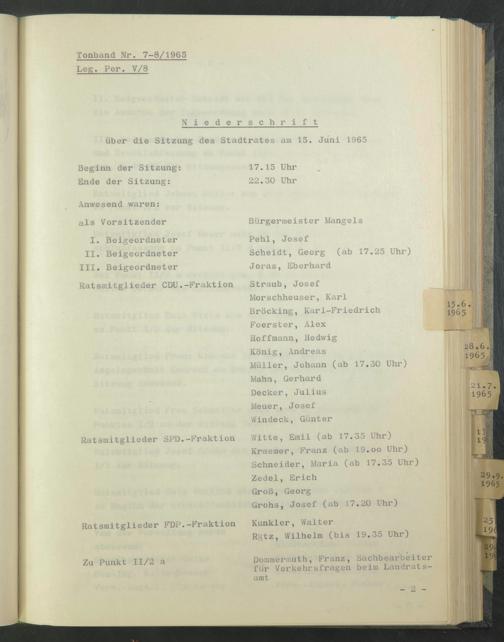 Tonband Nr. 7-8/1965
Leg. Per. V/8
Niederschrift
über die Sitzung des Stadtrates am 15. Juni 1965
Beginn der Sitzung: 17.15 Uhr
Ende der Sitzung: 22.30 Uhr
Anwesend waren:
als Vorsitzender Bürgermeister Mangels
I. Beigeordneter Pehl, Josef
II. Beigeordneter Scheidt, Georg (ab 17.25 Uhr)
III. Beigeordneter Joras, Eberhard
Ratsmitglieder CDU.-Fraktion Straub, Josef
Morschheuser, Karl
Bröcking, Karl-Friedrich
Foerster, Alex
Hoffmann, Hedwig
König, Andreas
Müller, Johann (ab 17.30 Uhr)
Mahn, Gerhard
Decker, Julius
Meuer, Josef
Windeck, Günter
Ratsmitglieder SPD.-Fraktion Witte, Emil (ab 17.35 Uhr)
Kraemer, Franz (ab 19.oo Uhr)
Schneider, Maria (ab 17.35 Uhr)
Zedel, Erich
Groß, Georg
Grohs, Josef (ab 17.20 Uhr)
Ratsmitglieder FDP.-Fraktion Kunkler, Walter
Rütz, Wilhelm (bis 19.35 Uhr)
Zu Punkt II/2 a Dommermuth, Franz, Sachbearbeiter
für Verkehrsfragen beim Landrats-
amt
- 2 -
15.6.
1965
28.6.
1965
21.7.
1965
29.9.
1965